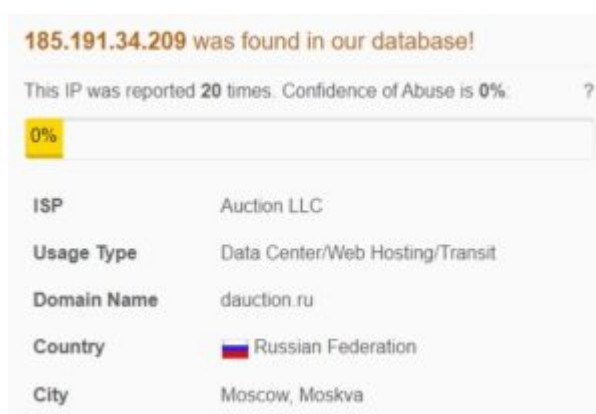 185.191.34.209 was found in our database!
This IP was reported 20 times. Confidence of Abuse is 0%: ?
0%
ISP Auction LLC
Usage Type Data Center/Web Hosting/Transit
Domain Name dauction.ru
Country Russian Federation
City Moscow, Moskva